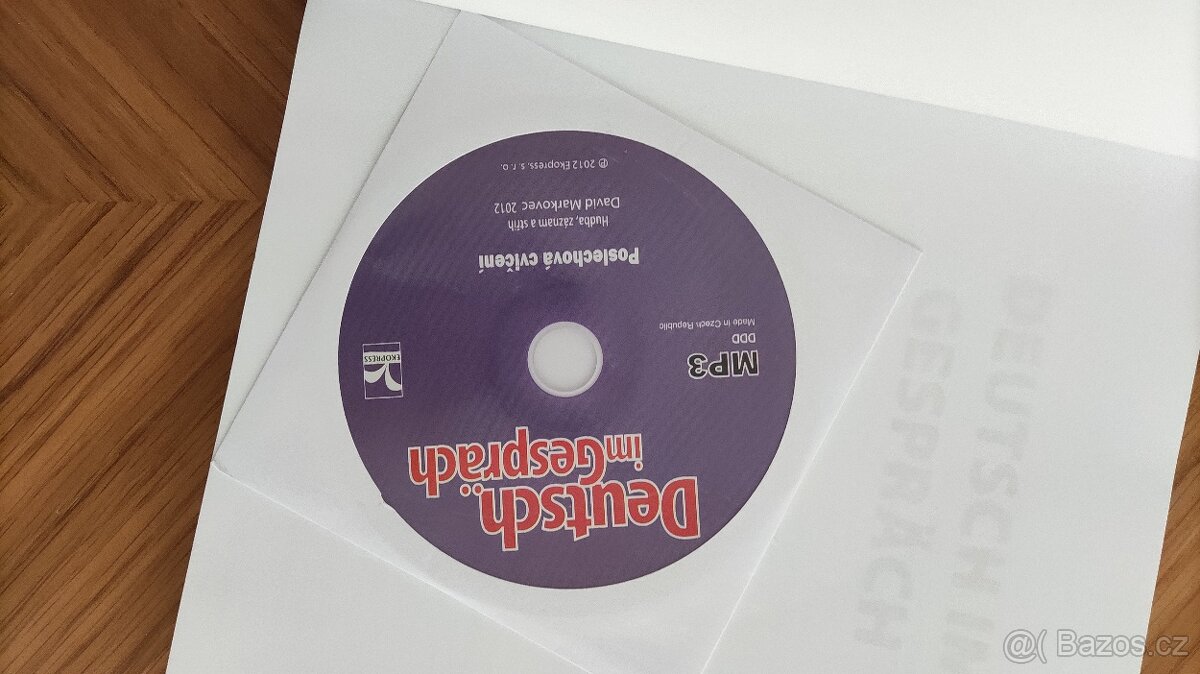 Deutsch
im Gespräch
MP3
DDD
Made in Czech Republic
EKOPRESS
Poslechová cvičení
Hudba, záznam a střih
David Markovec 2012
℗ 2012 Ekopress, s. r. o.
DEUTSCH IM
GESPRÄCH
@( Bazos.cz